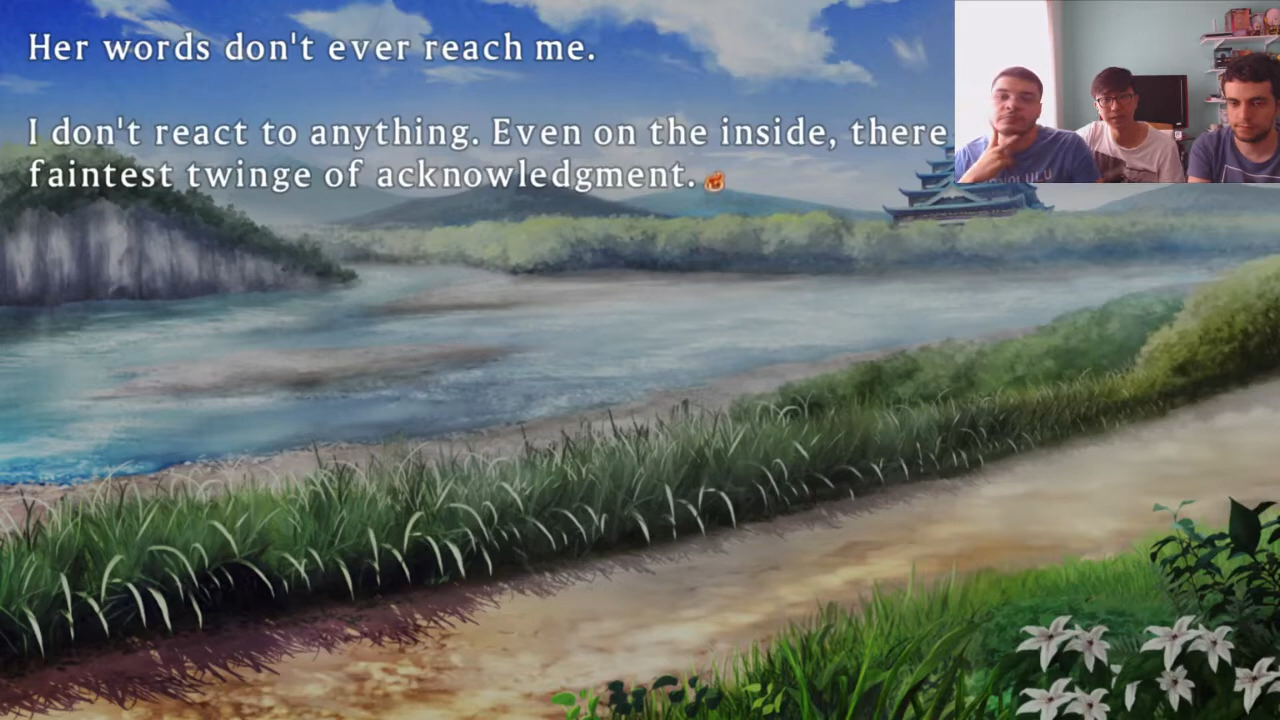 Her words don't ever reach me.
I don't react to anything. Even on the inside, there
faintest twinge of acknowledgment.